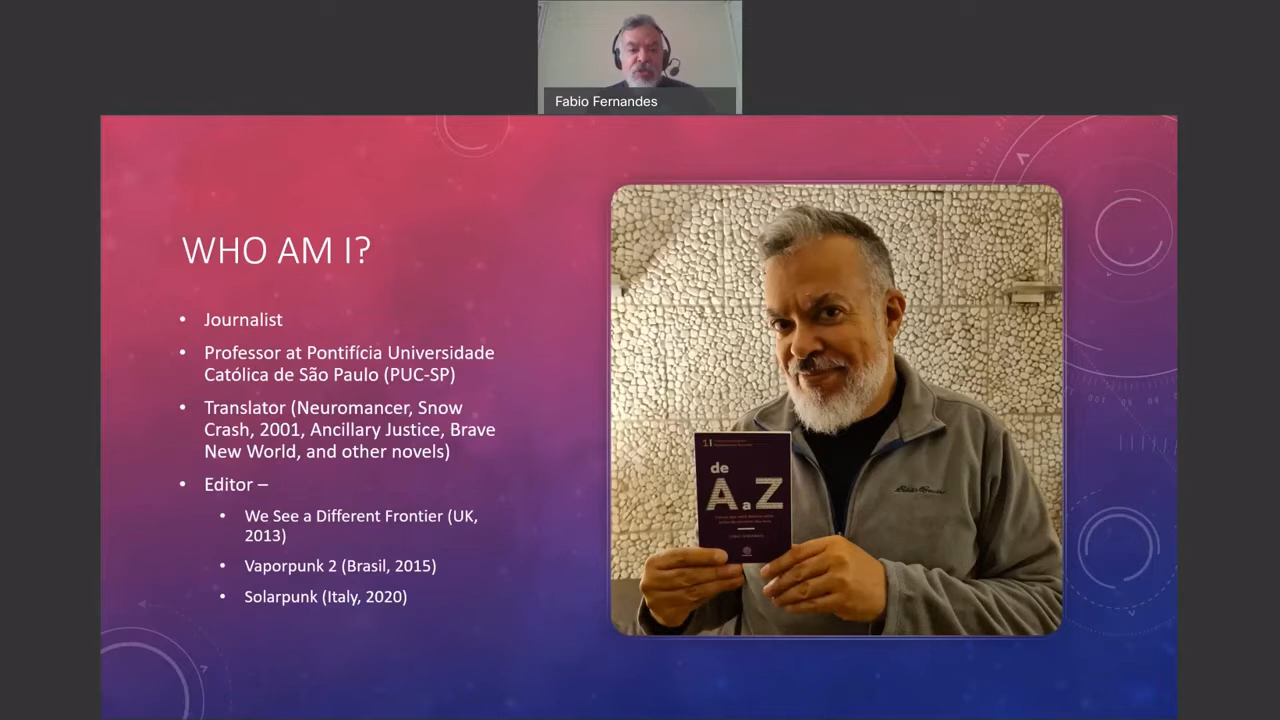 Fabio Fernandes
WHO AM I?
• Journalist
• Professor at Pontifícia Universidade
Católica de São Paulo (PUC-SP)
• Translator (Neuromancer, Snow
Crash, 2001, Ancillary Justice, Brave
New World, and other novels)
• Editor –
• We See a Different Frontier (UK,
2013)
• Vaporpunk 2 (Brasil, 2015)
• Solarpunk (Italy, 2020)
de
A a Z
Eddie Bauer